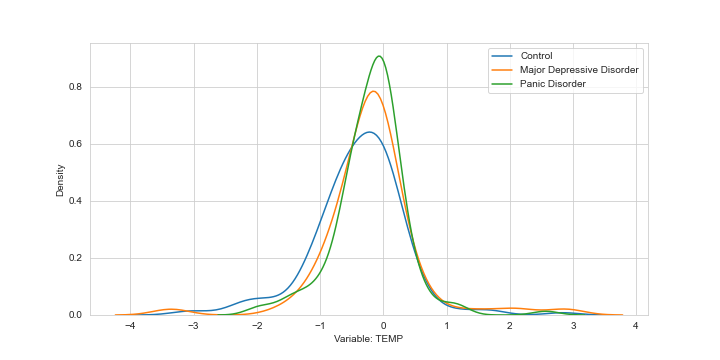 Control
Major Depressive Disorder
Panic Disorder
0.8
0.6
0.4
0.2
0.0
Density
−4 −3 −2 −1 0 1 2 3 4
Variable: TEMP